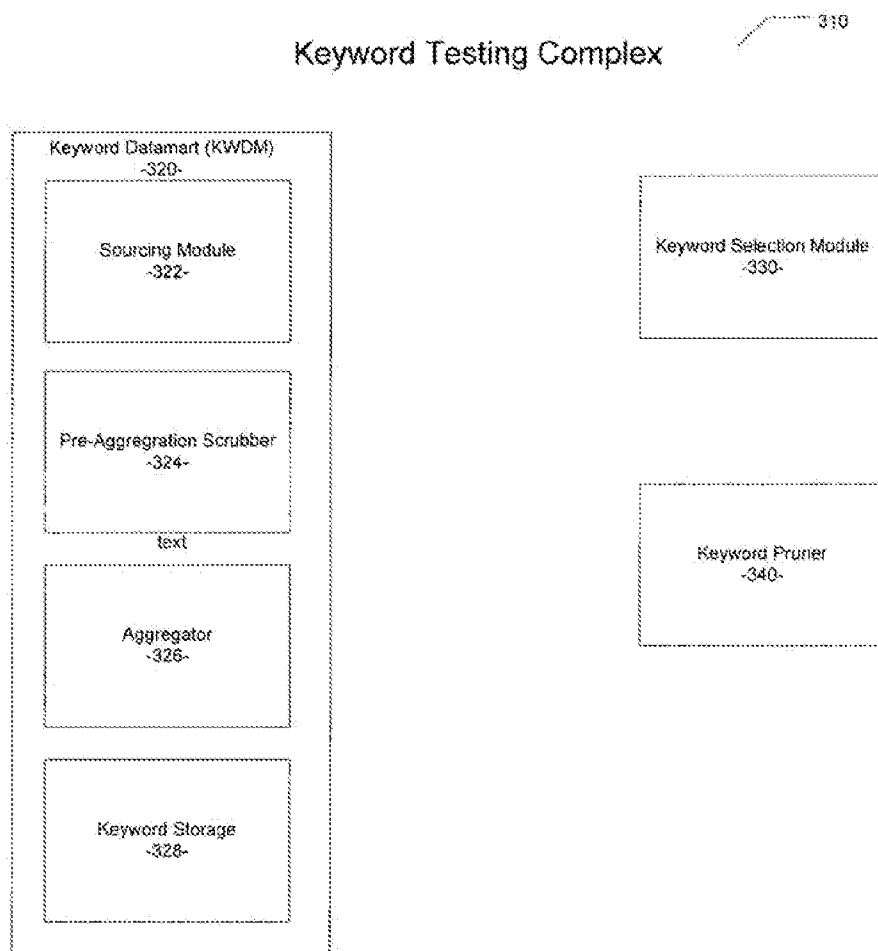 310
Keyword Testing Complex
Keyword Datamart (KWDM)
-320-
Sourcing Module
-322-
Pre-Aggregration Scrubber
-324-
text
Aggregator
-326-
Keyword Storage
-328-
Keyword Selection Module
-330-
Keyword Pruner
-340-